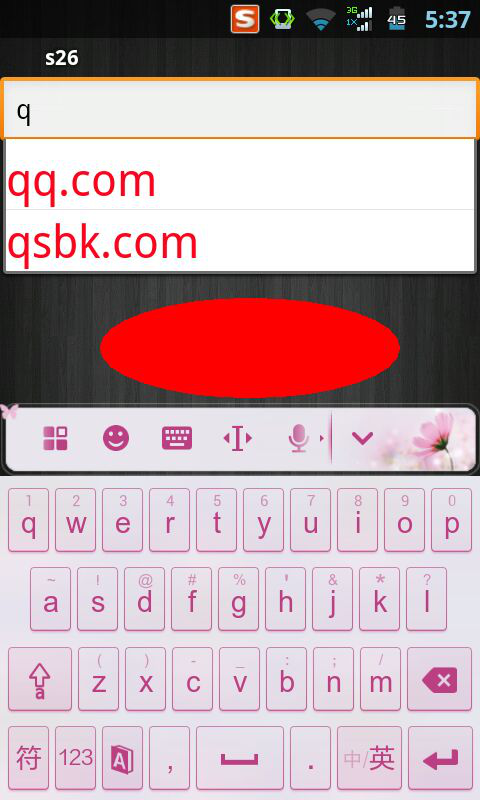 S 3G 1X 45 5:37
s26
q
qq.com
qsbk.com
1 2 3 4 5 6 7 8 9 0
q w e r t y u i o p
~ ! @ # % ' & * ?
a s d f g h j k l
( ) - _ : ; /
a z x c v b n m
符 123 A , . 中/英